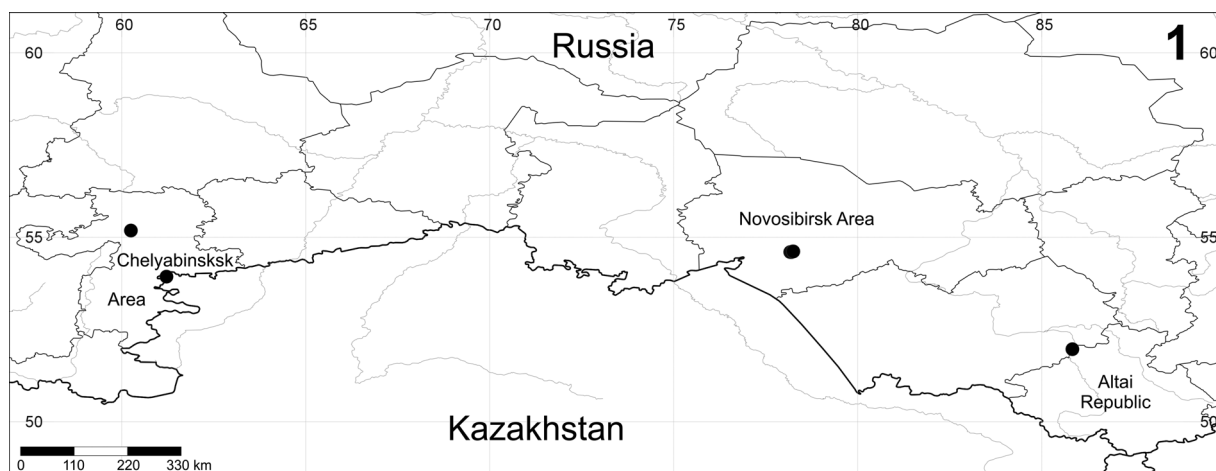 60 65 70 75 80 85
60 Russia 1 60
Novosibirsk Area
55 55
Chelyabinsksk
Area
Altai
Republic
50 Kazakhstan 50
0 110 220 330 km